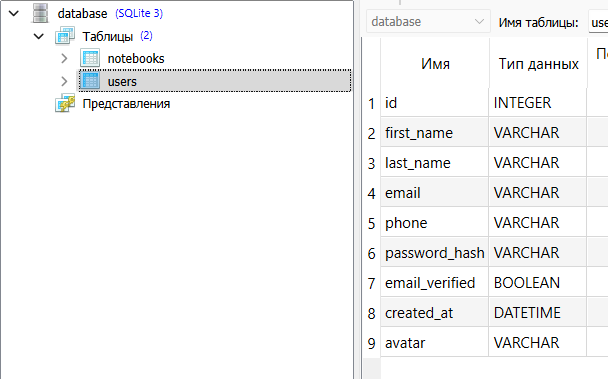 database (SQLite 3)
Таблицы (2)
notebooks
users
Представления
database Имя таблицы:
Имя Тип данных
1 id INTEGER
2 first_name VARCHAR
3 last_name VARCHAR
4 email VARCHAR
5 phone VARCHAR
6 password_hash VARCHAR
7 email_verified BOOLEAN
8 created_at DATETIME
9 avatar VARCHAR